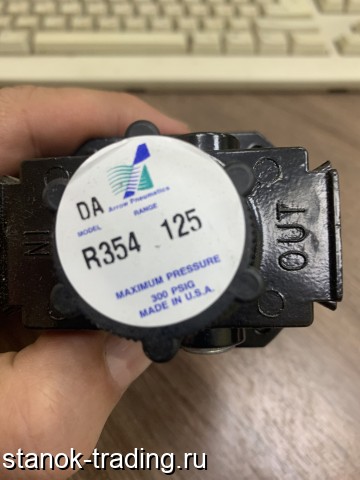 DA
Arrow Pneumatics
MODEL RANGE
R354 125
MAXIMUM PRESSURE
300 PSIG
MADE IN U.S.A.
IN
OUT
stanok-trading.ru